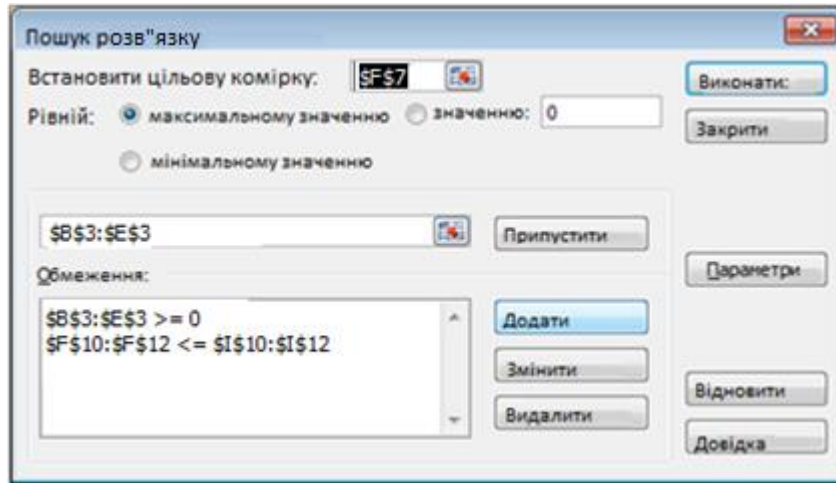 Пошук розв"язку
Встановити цільову комірку: $F$7
Виконати:
Рівній: максимальному значенню значенню: 0
Закрити
мінімальному значенню
$B$3:$E$3
Припустити
Параметри
Обмеження:
$B$3:$E$3 >= 0
$F$10:$F$12 <= $I$10:$I$12
Додати
Змінити
Видалити
Відновити
Довідка